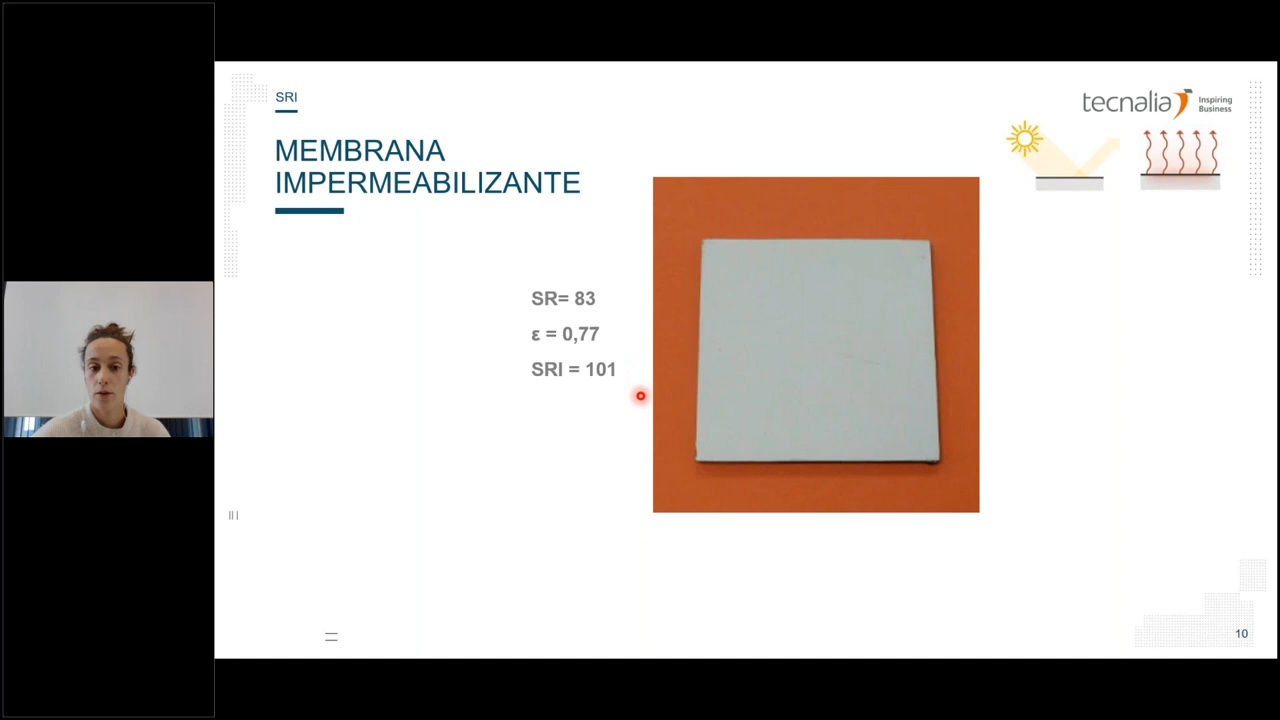 SRI
tecnalia Inspiring Business
MEMBRANA
IMPERMEABILIZANTE
SR= 83
ε = 0,77
SRI = 101
10